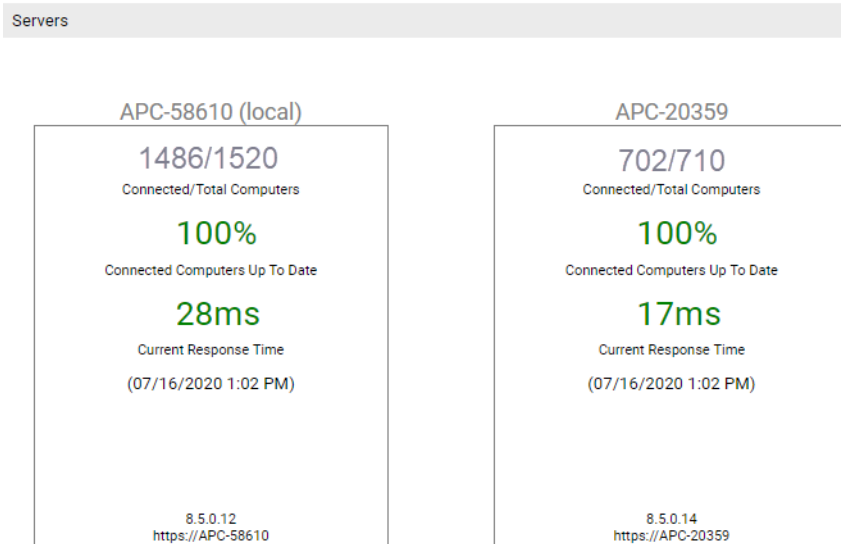 Servers
APC-58610 (local)
1486/1520
Connected/Total Computers
100%
Connected Computers Up To Date
28ms
Current Response Time
(07/16/2020 1:02 PM)
8.5.0.12
https://APC-58610
APC-20359
702/710
Connected/Total Computers
100%
Connected Computers Up To Date
17ms
Current Response Time
(07/16/2020 1:02 PM)
8.5.0.14
https://APC-20359